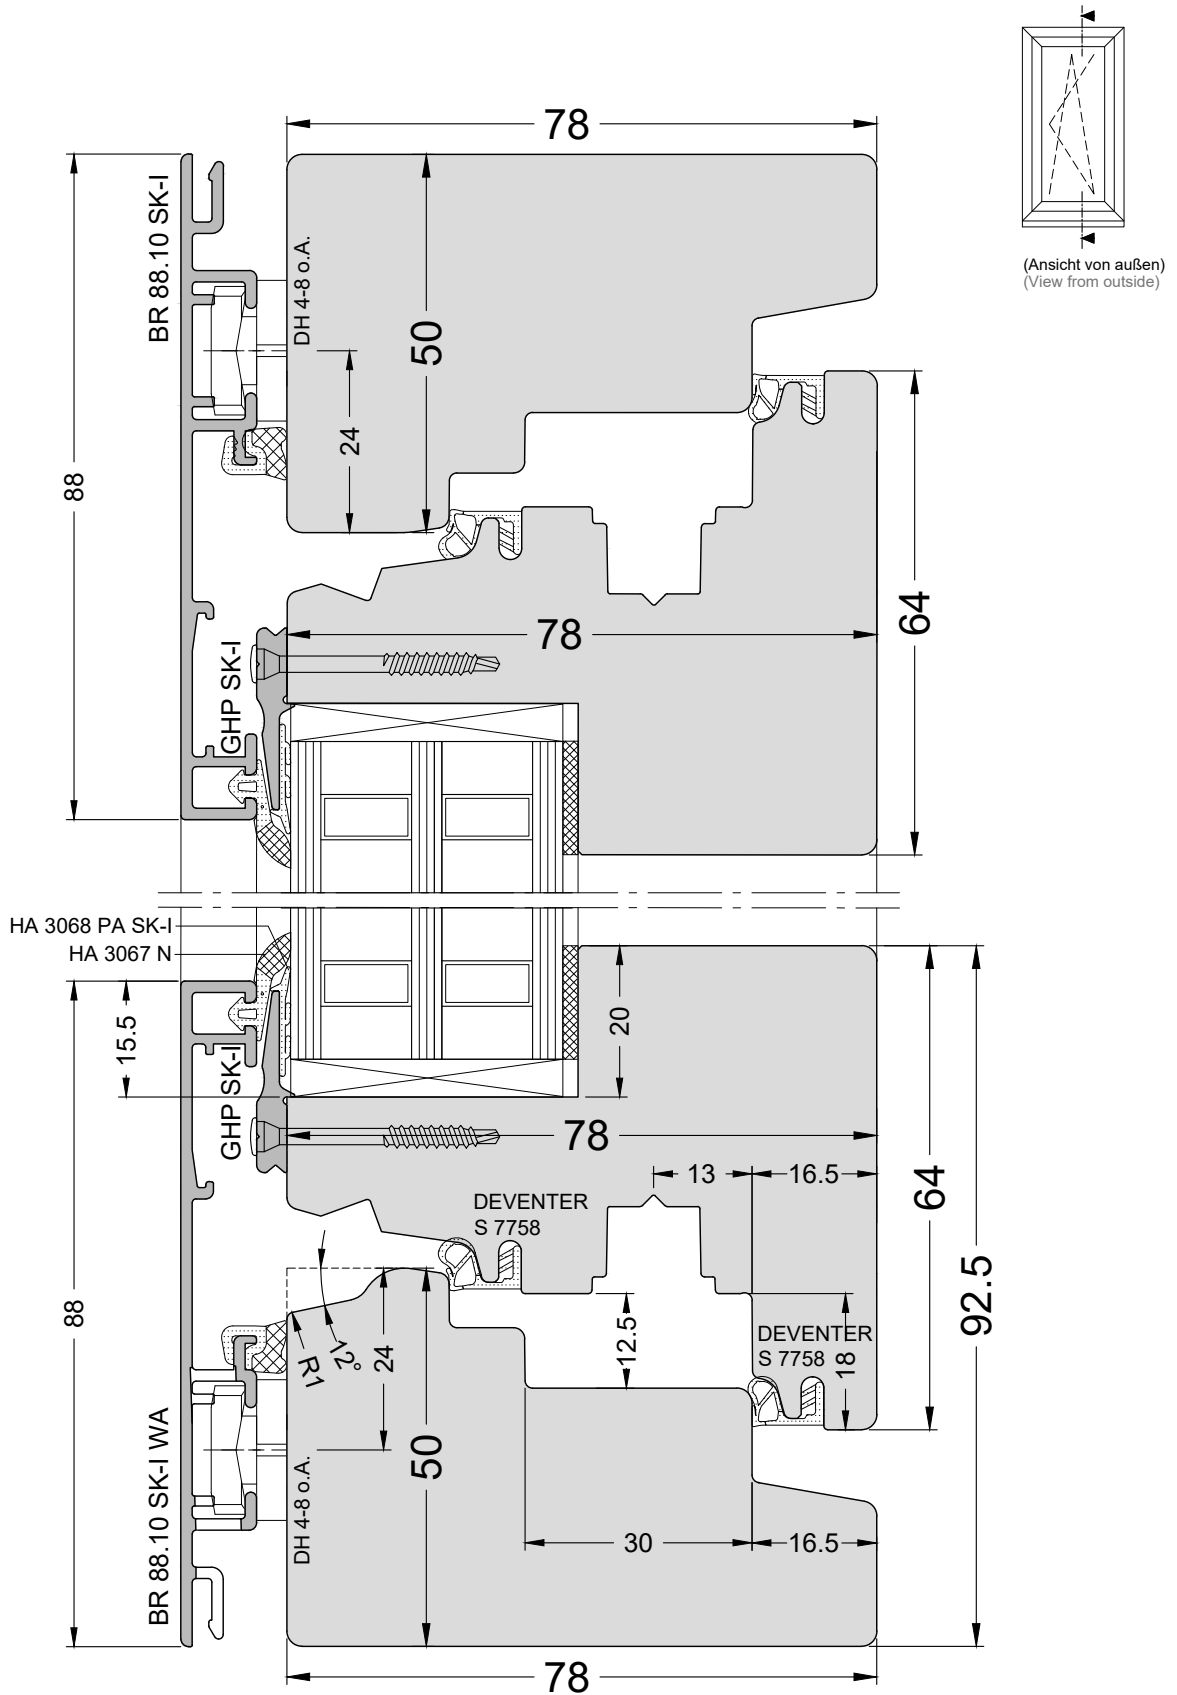 (Ansicht von außen)
(View from outside)
78
BR 88.10 SK-I
DH 4-8 o.A.
50
24
88
64
78
GHP SK-I
HA 3068 PA SK-I
HA 3067 N
15.5
20
GHP SK-I
78
13
16.5
64
DEVENTER
S 7758
92.5
88
12°
R1
24
12.5
DEVENTER
S 7758
18
50
BR 88.10 SK-I WA
DH 4-8 o.A.
30
16.5
78